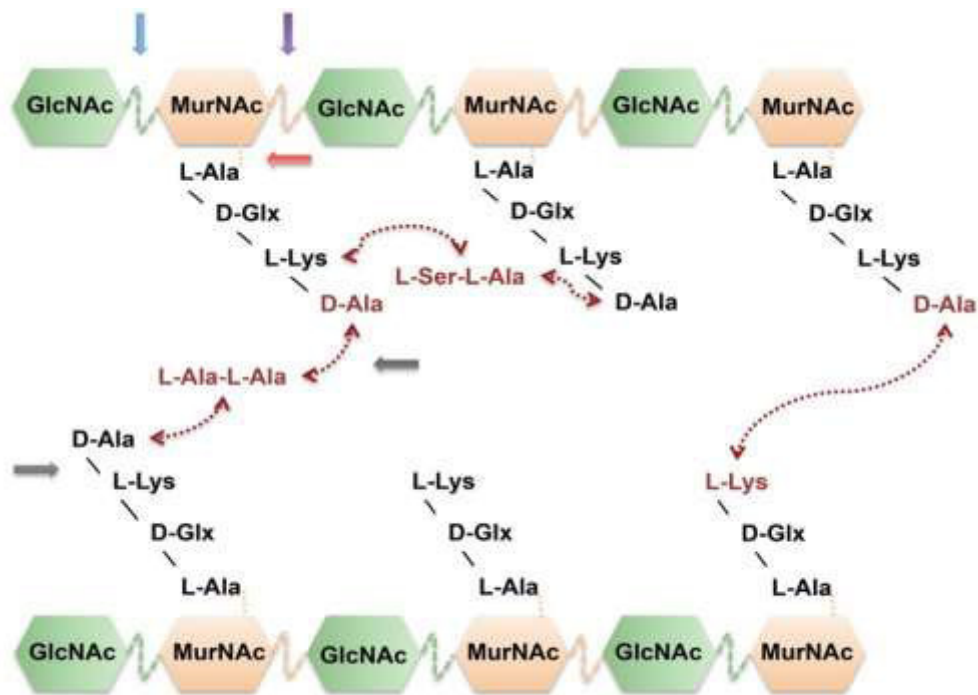 GlcNAc MurNAc GlcNAc MurNAc GlcNAc MurNAc
L-Ala L-Ala L-Ala
D-Glx D-Glx D-Glx
L-Lys L-Lys L-Lys
L-Ser-L-Ala
D-Ala D-Ala D-Ala
L-Ala-L-Ala
D-Ala
L-Lys L-Lys L-Lys
D-Glx D-Glx D-Glx
L-Ala L-Ala L-Ala
GlcNAc MurNAc GlcNAc MurNAc GlcNAc MurNAc